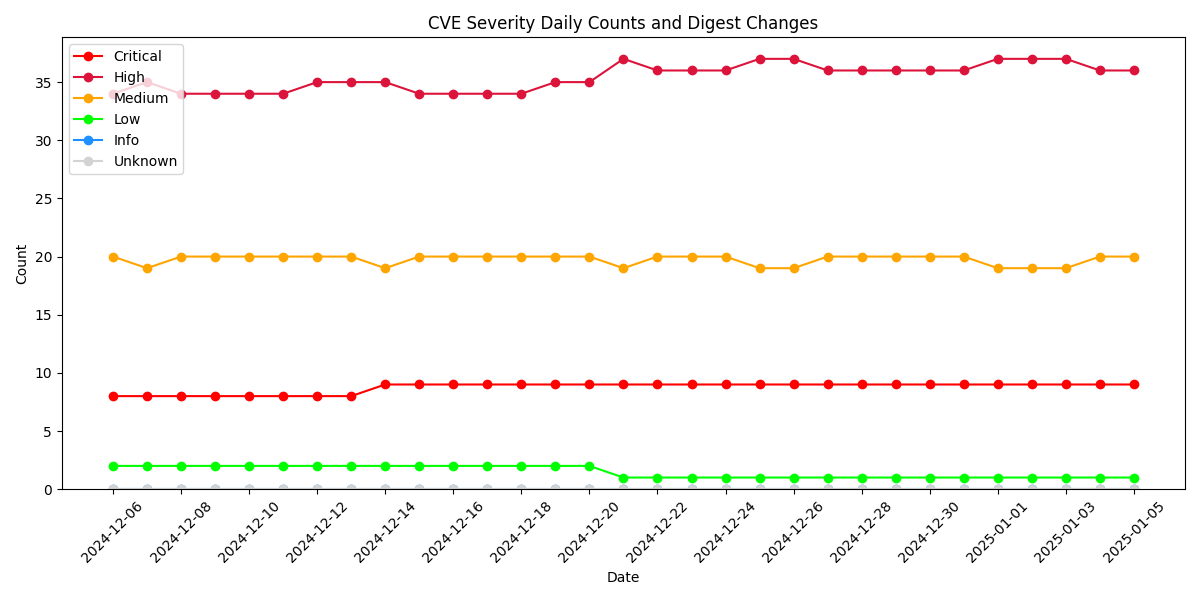 CVE Severity Daily Counts and Digest Changes
Critical
High
Medium
Low
Info
Unknown
Count
35
30
25
20
15
10
5
0
2024-12-06
2024-12-08
2024-12-10
2024-12-12
2024-12-14
2024-12-16
2024-12-18
2024-12-20
2024-12-22
2024-12-24
2024-12-26
2024-12-28
2024-12-30
2025-01-01
2025-01-03
2025-01-05
Date